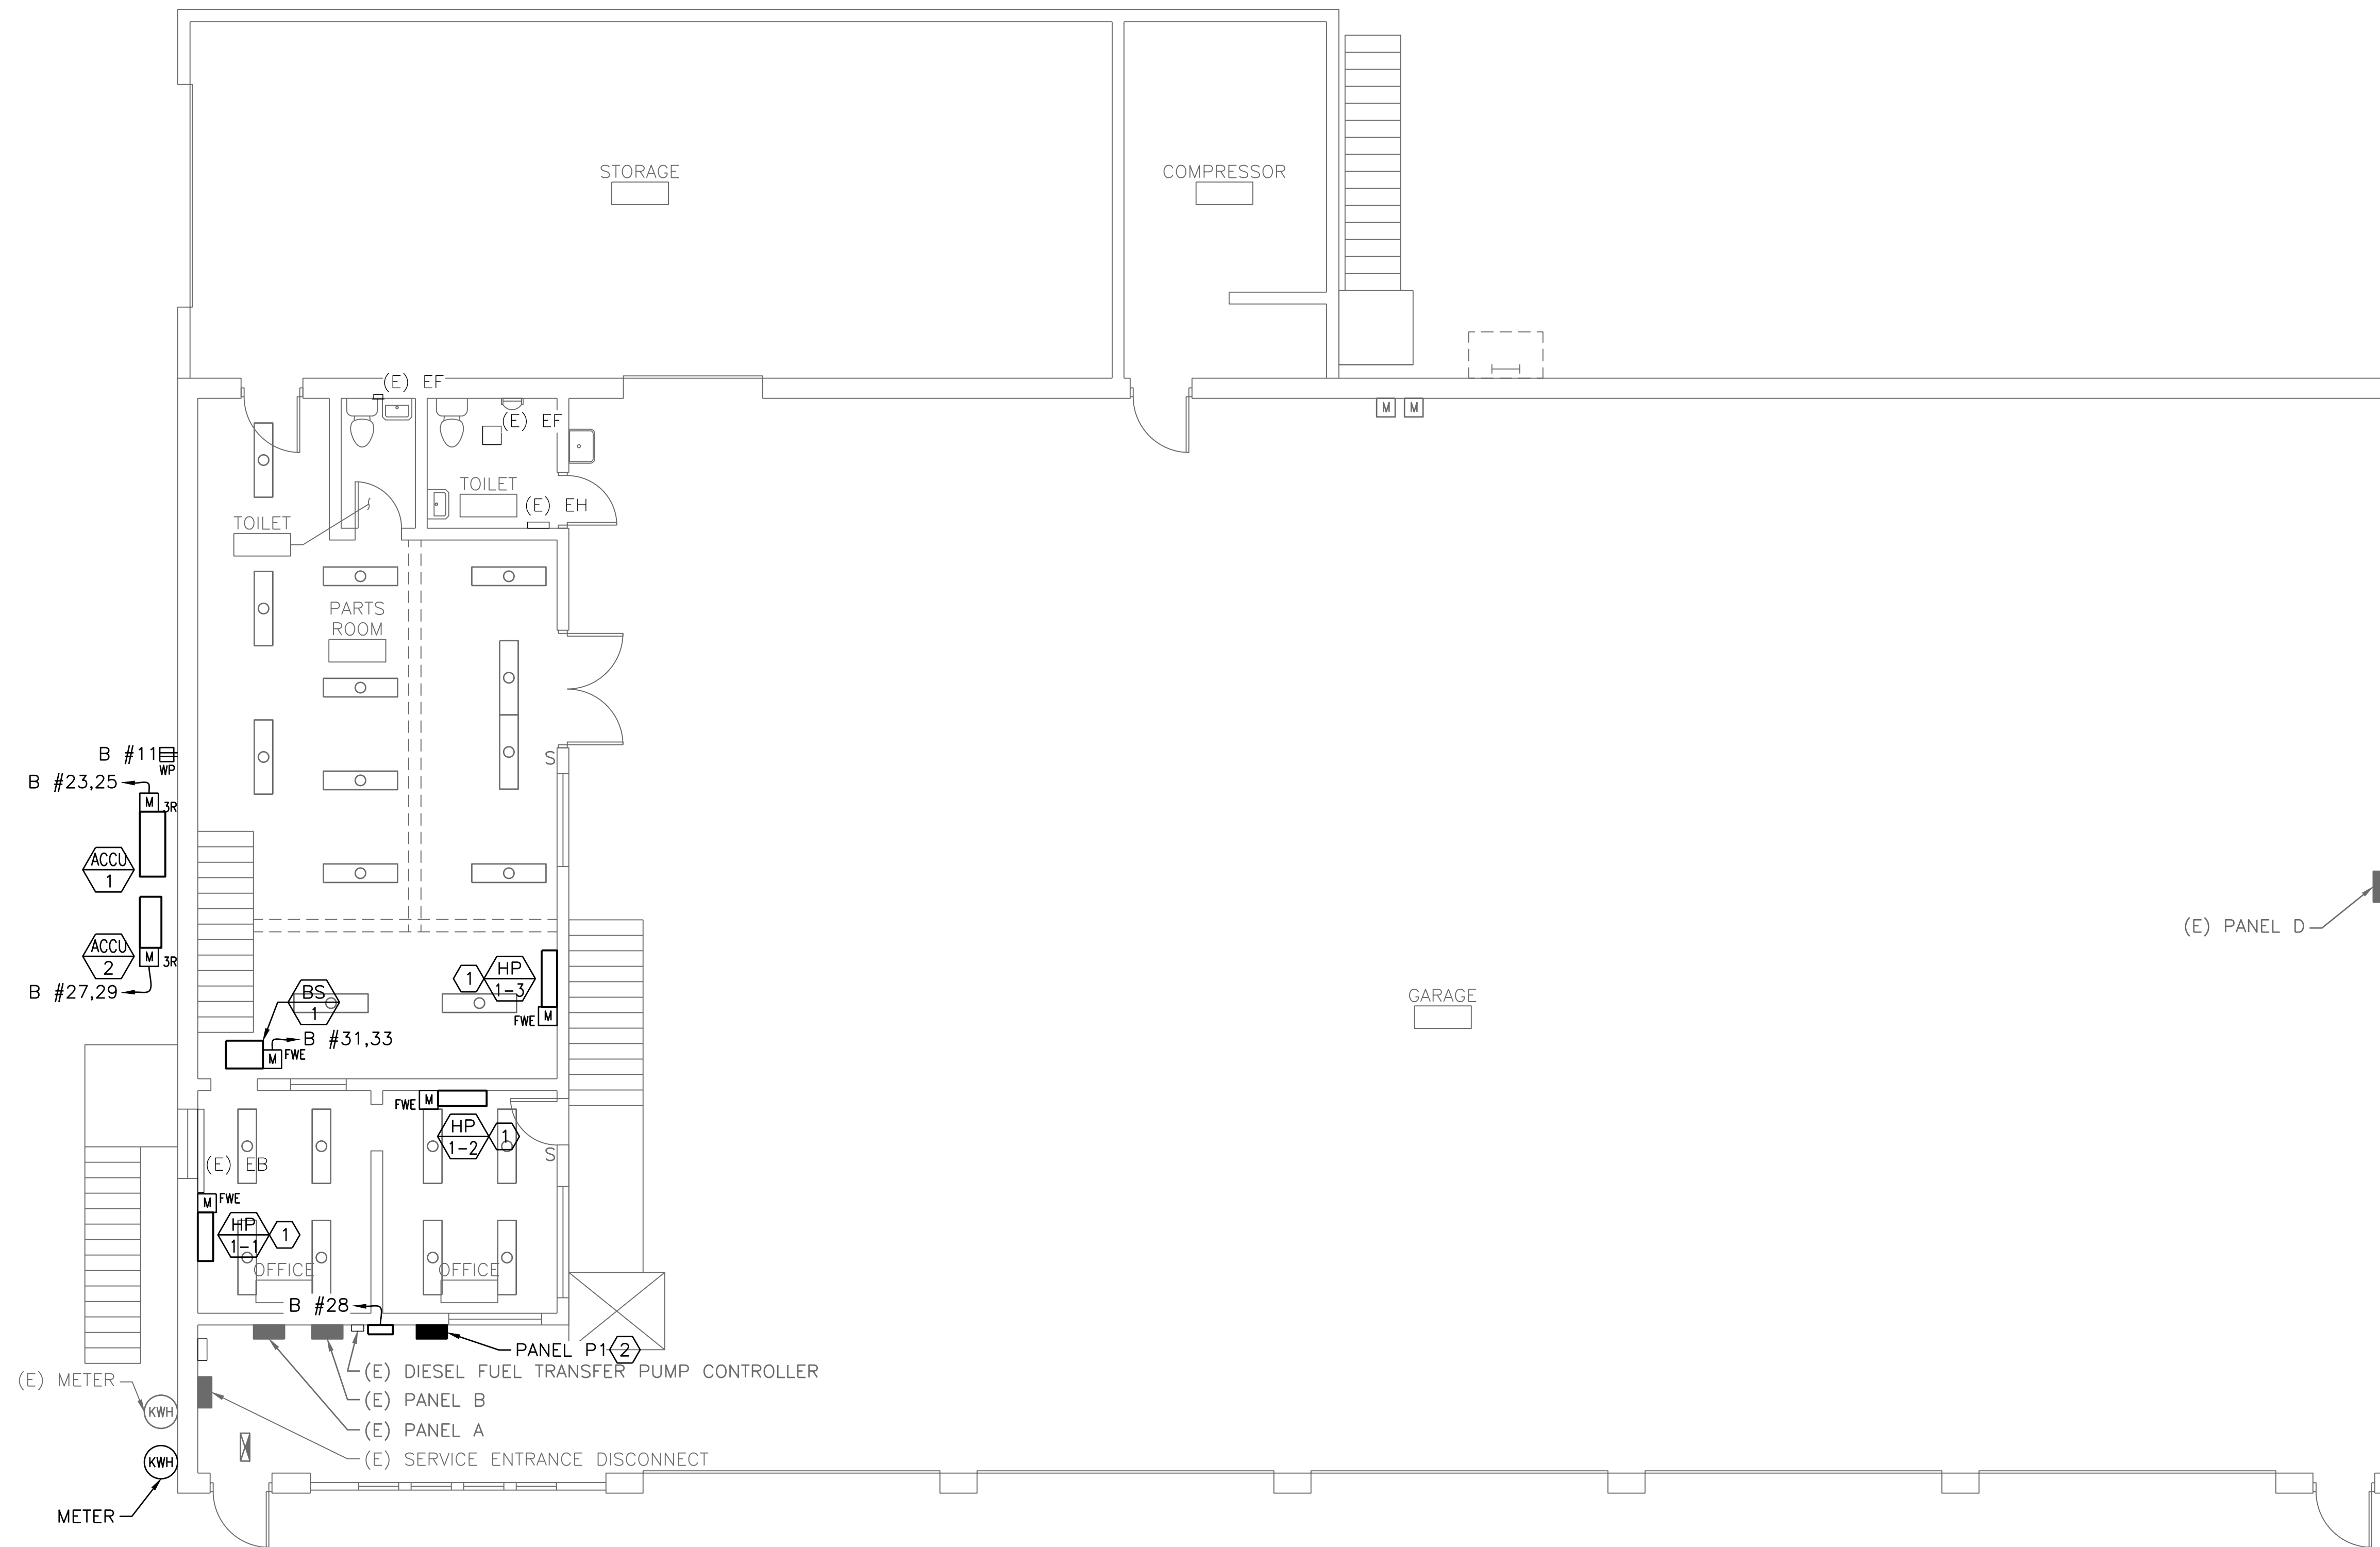 STORAGE
COMPRESSOR
(E) EF
M
M
(E) EF
TOILET
(E) EH
TOILET
PARTS
ROOM
B #11
WP
S
B #23,25
M
3R
ACCU
1
(E) PANEL D
ACCU
2
M
3R
B #27,29
1
HP
1-3
BS
1
GARAGE
FWE
M
B #31,33
M
FWE
FWE
M
HP
1-2
1
S
(E) EB
M
FWE
HP
1-1
1
OFFICE
OFFICE
B #28
PANEL P1
2
(E) DIESEL FUEL TRANSFER PUMP CONTROLLER
(E) METER
(E) PANEL B
KWH
(E) PANEL A
(E) SERVICE ENTRANCE DISCONNECT
KWH
METER